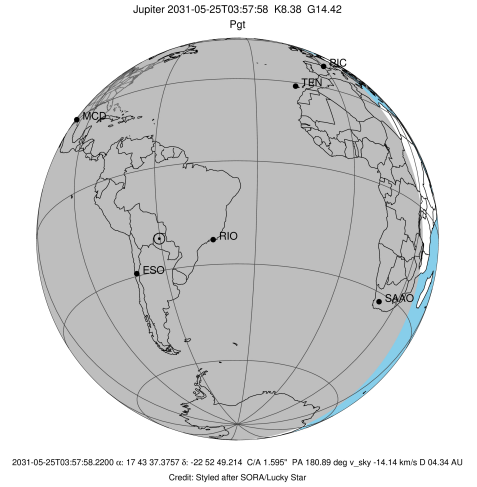 Jupiter 2031-05-25T03:57:58 K8.38 G14.42
Pgt
PIC
TEN
MCD
RIO
ESO
SAAO
2031-05-25T03:57:58.2200 α: 17 43 37.3757 δ: -22 52 49.214 C/A 1.595" PA 180.89 deg v_sky -14.14 km/s D 04.34 AU
Credit: Styled after SORA/Lucky Star